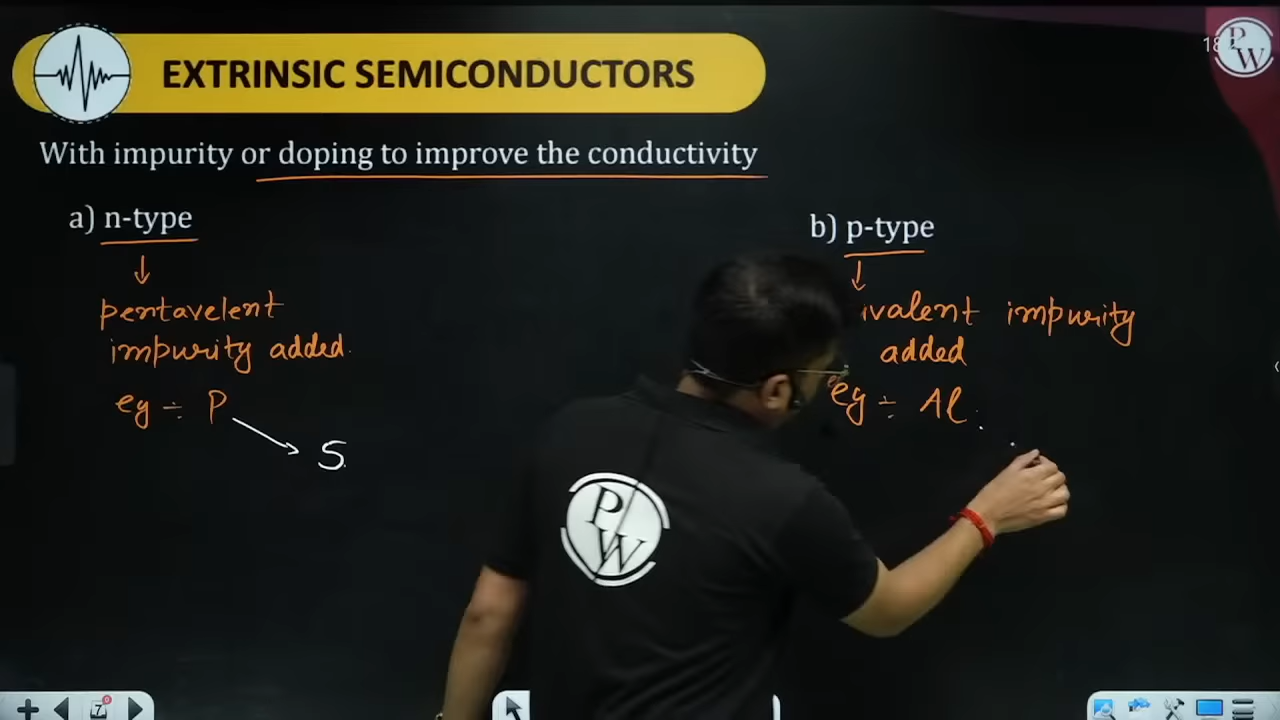 EXTRINSIC SEMICONDUCTORS
P
W
With impurity or doping to improve the conductivity
a) n-type
pentavelent
impurity added.
eg ÷ P
S
b) p-type
ivalent impurity
added
eg ÷ Al
P
W
7